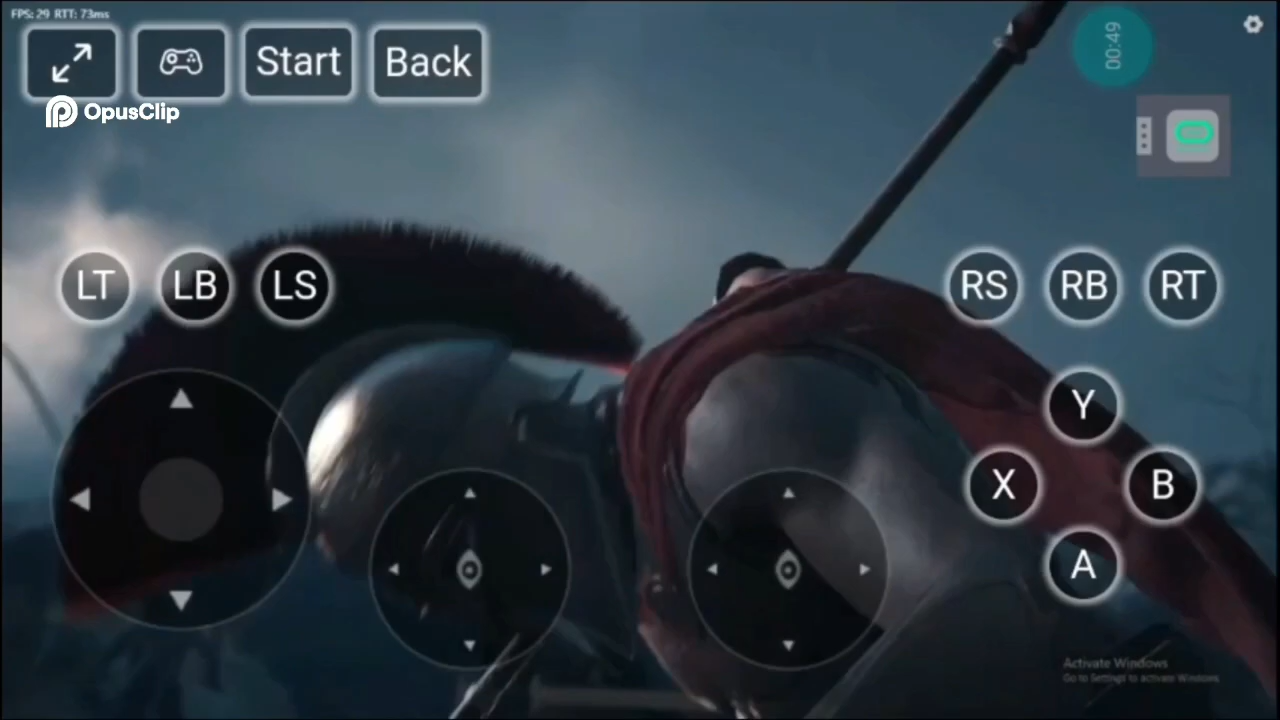 FPS: 29 RTT: 73ms
Start
Back
00:49
OpusClip
LT
LB
LS
RS
RB
RT
Y
X
B
A
Activate Windows
Go to Settings to activate Windows.